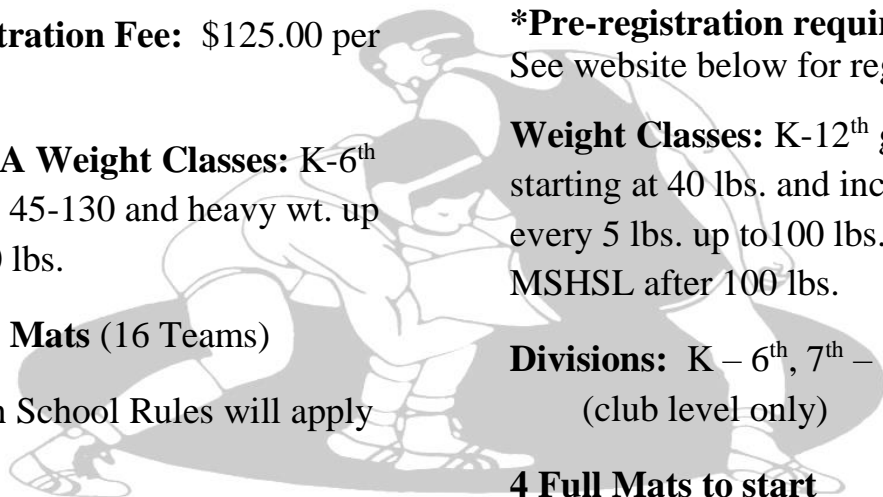 tration Fee: $125.00 per
A Weight Classes: K-6th
45-130 and heavy wt. up
lbs.
Mats (16 Teams)
School Rules will apply
*Pre-registration requir
See website below for reg
Weight Classes: K-12th g
starting at 40 lbs. and inc
every 5 lbs. up to100 lbs.
MSHSL after 100 lbs.
Divisions: K – 6th, 7th –
(club level only)
4 Full Mats to start